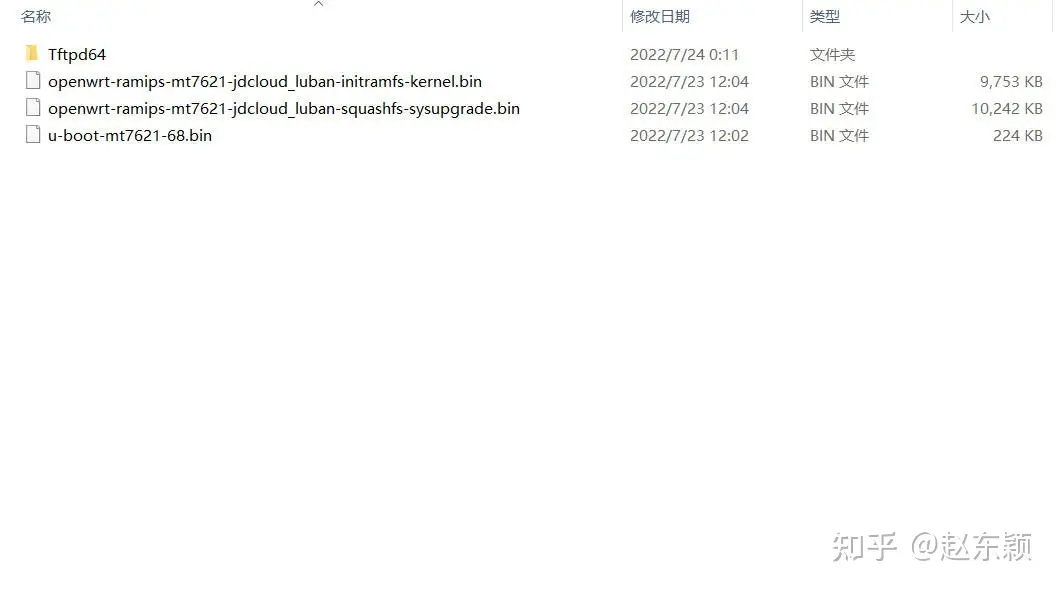 名称 修改日期 类型 大小
Tftpd64 2022/7/24 0:11 文件夹
openwrt-ramips-mt7621-jdcloud_luban-initramfs-kernel.bin 2022/7/23 12:04 BIN 文件 9,753 KB
openwrt-ramips-mt7621-jdcloud_luban-squashfs-sysupgrade.bin 2022/7/23 12:04 BIN 文件 10,242 KB
u-boot-mt7621-68.bin 2022/7/23 12:02 BIN 文件 224 KB
知乎 @赵东颖